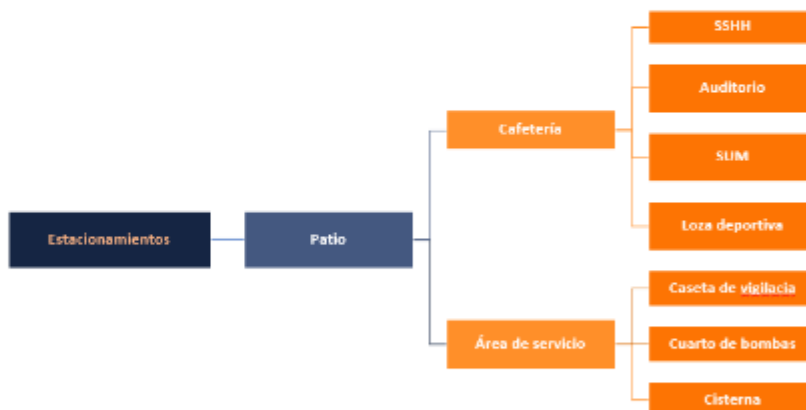 SSHH
Auditorio
Cafetería
SUM
Loza deportiva
Estacionamientos
Patio
Caseta de vigilacia
Área de servicio
Cuarto de bombas
Cisterna